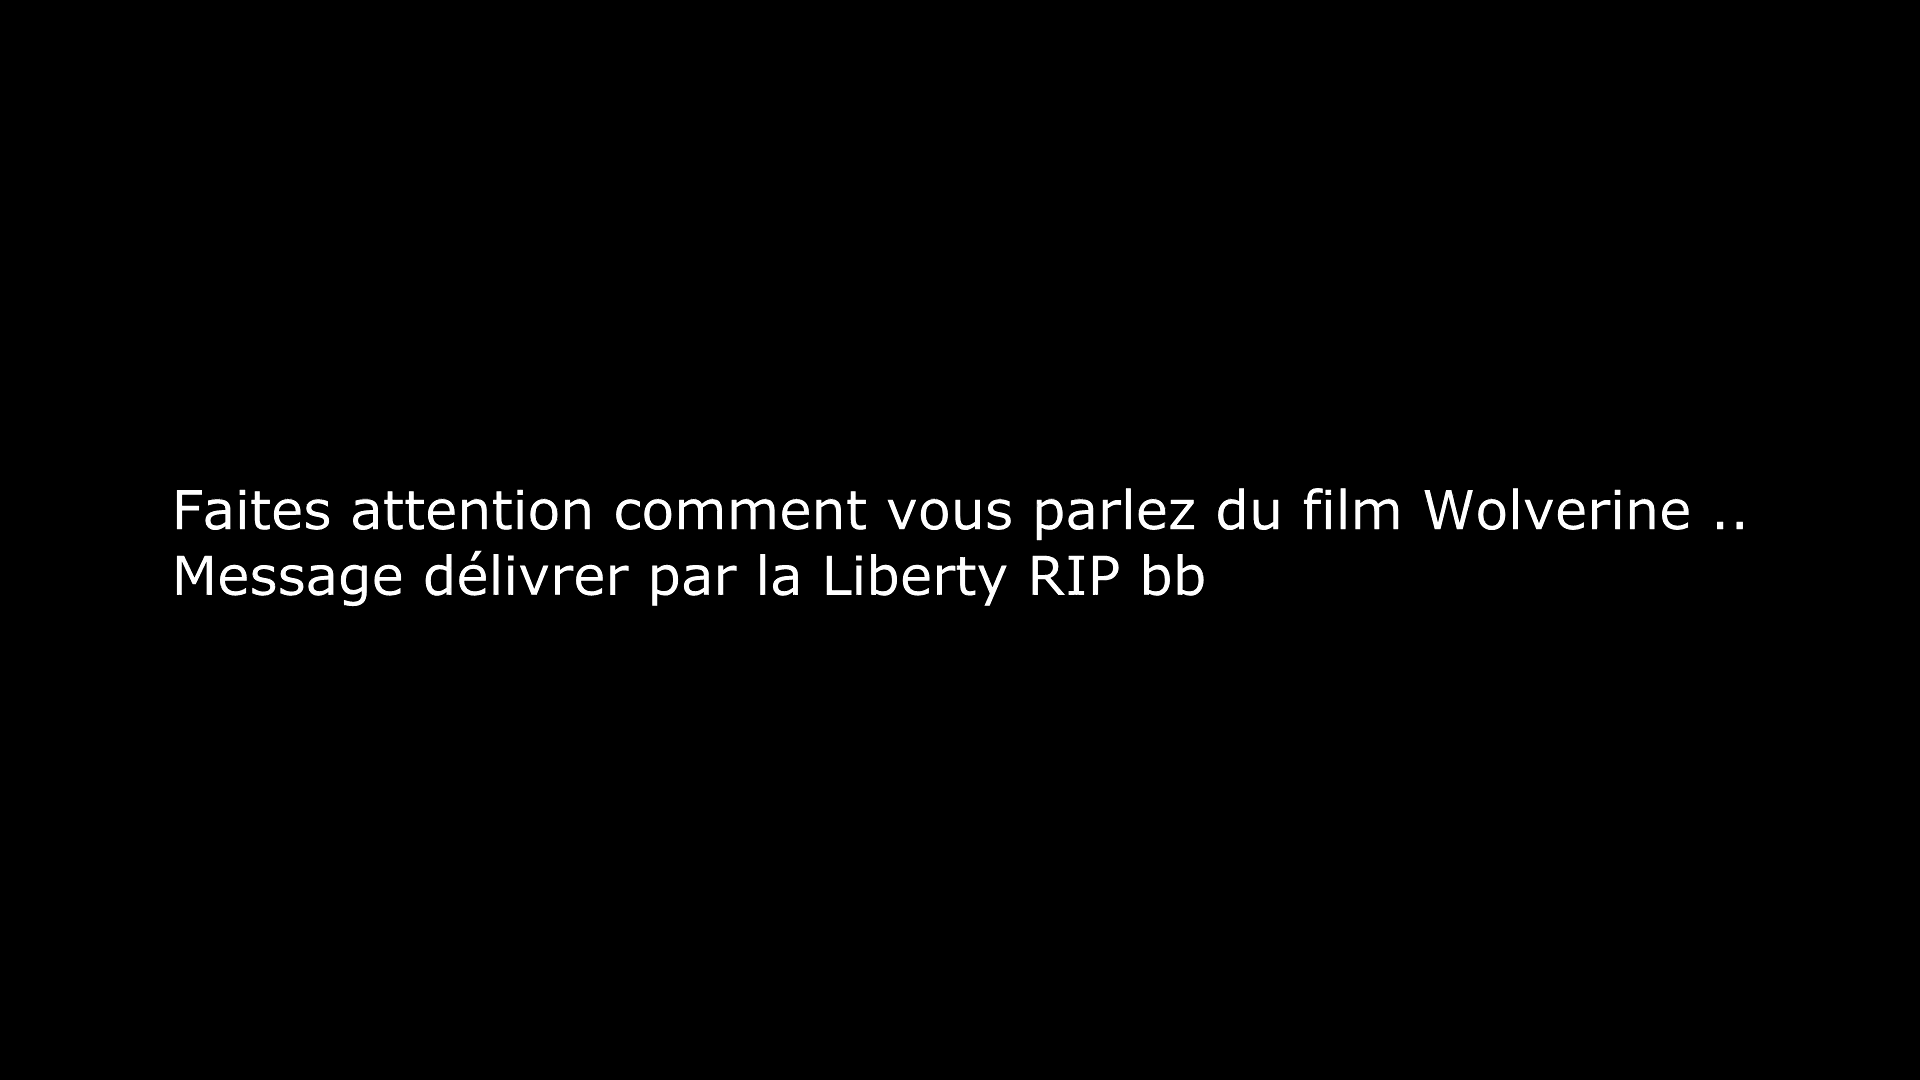 Faites attention comment vous parlez du film Wolverine ..
Message délivrer par la Liberty RIP bb